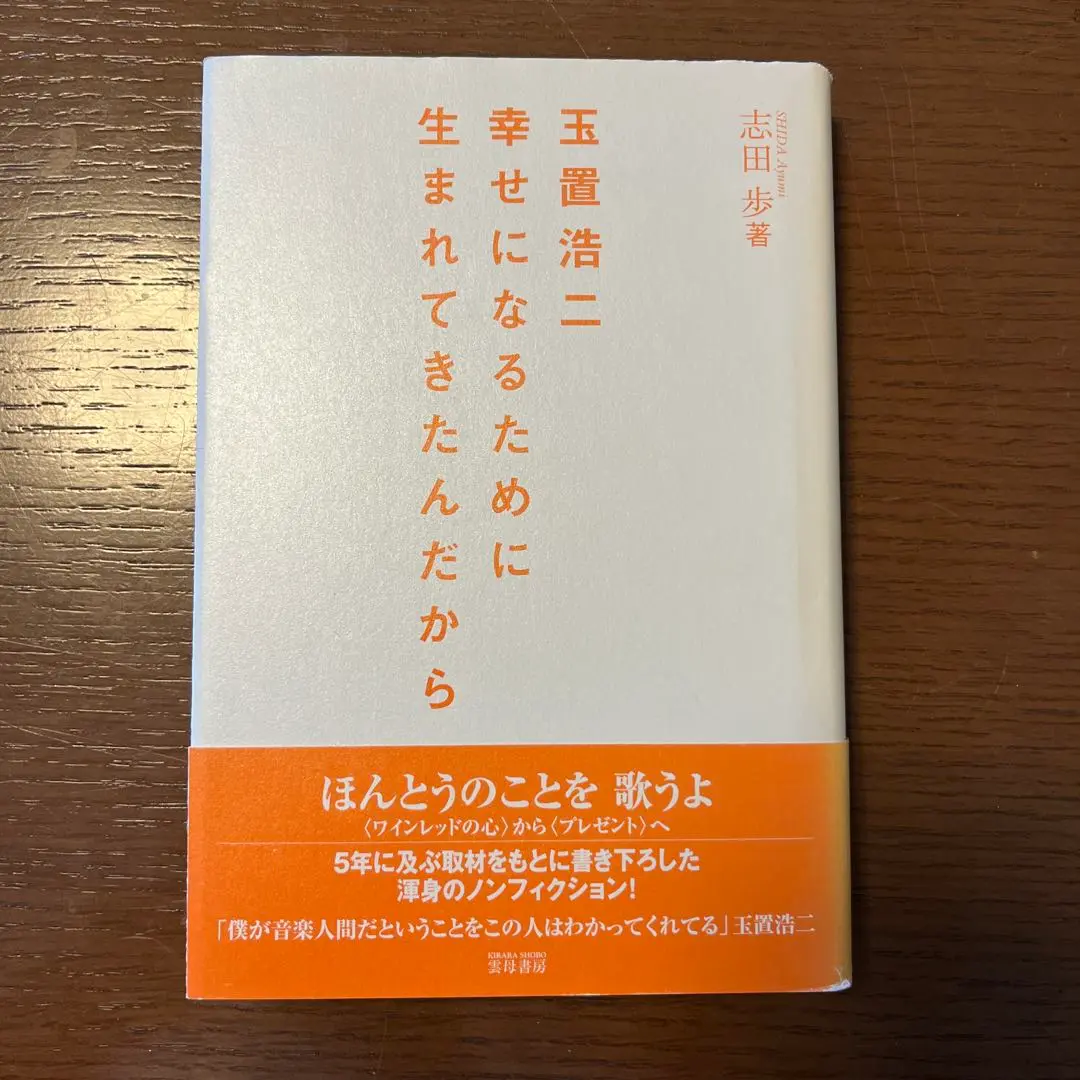 玉置浩二
幸せになるために
生まれてきたんだから
SHIDA Ayumi
志田 歩 著
ほんとうのことを 歌うよ
〈ワインレッドの心〉から〈プレゼント〉へ
5年に及ぶ取材をもとに書き下ろした
渾身のノンフィクション!
「僕が音楽人間だということをこの人はわかってくれてる」玉置浩二
KIRARA SHOBO
雲母書房